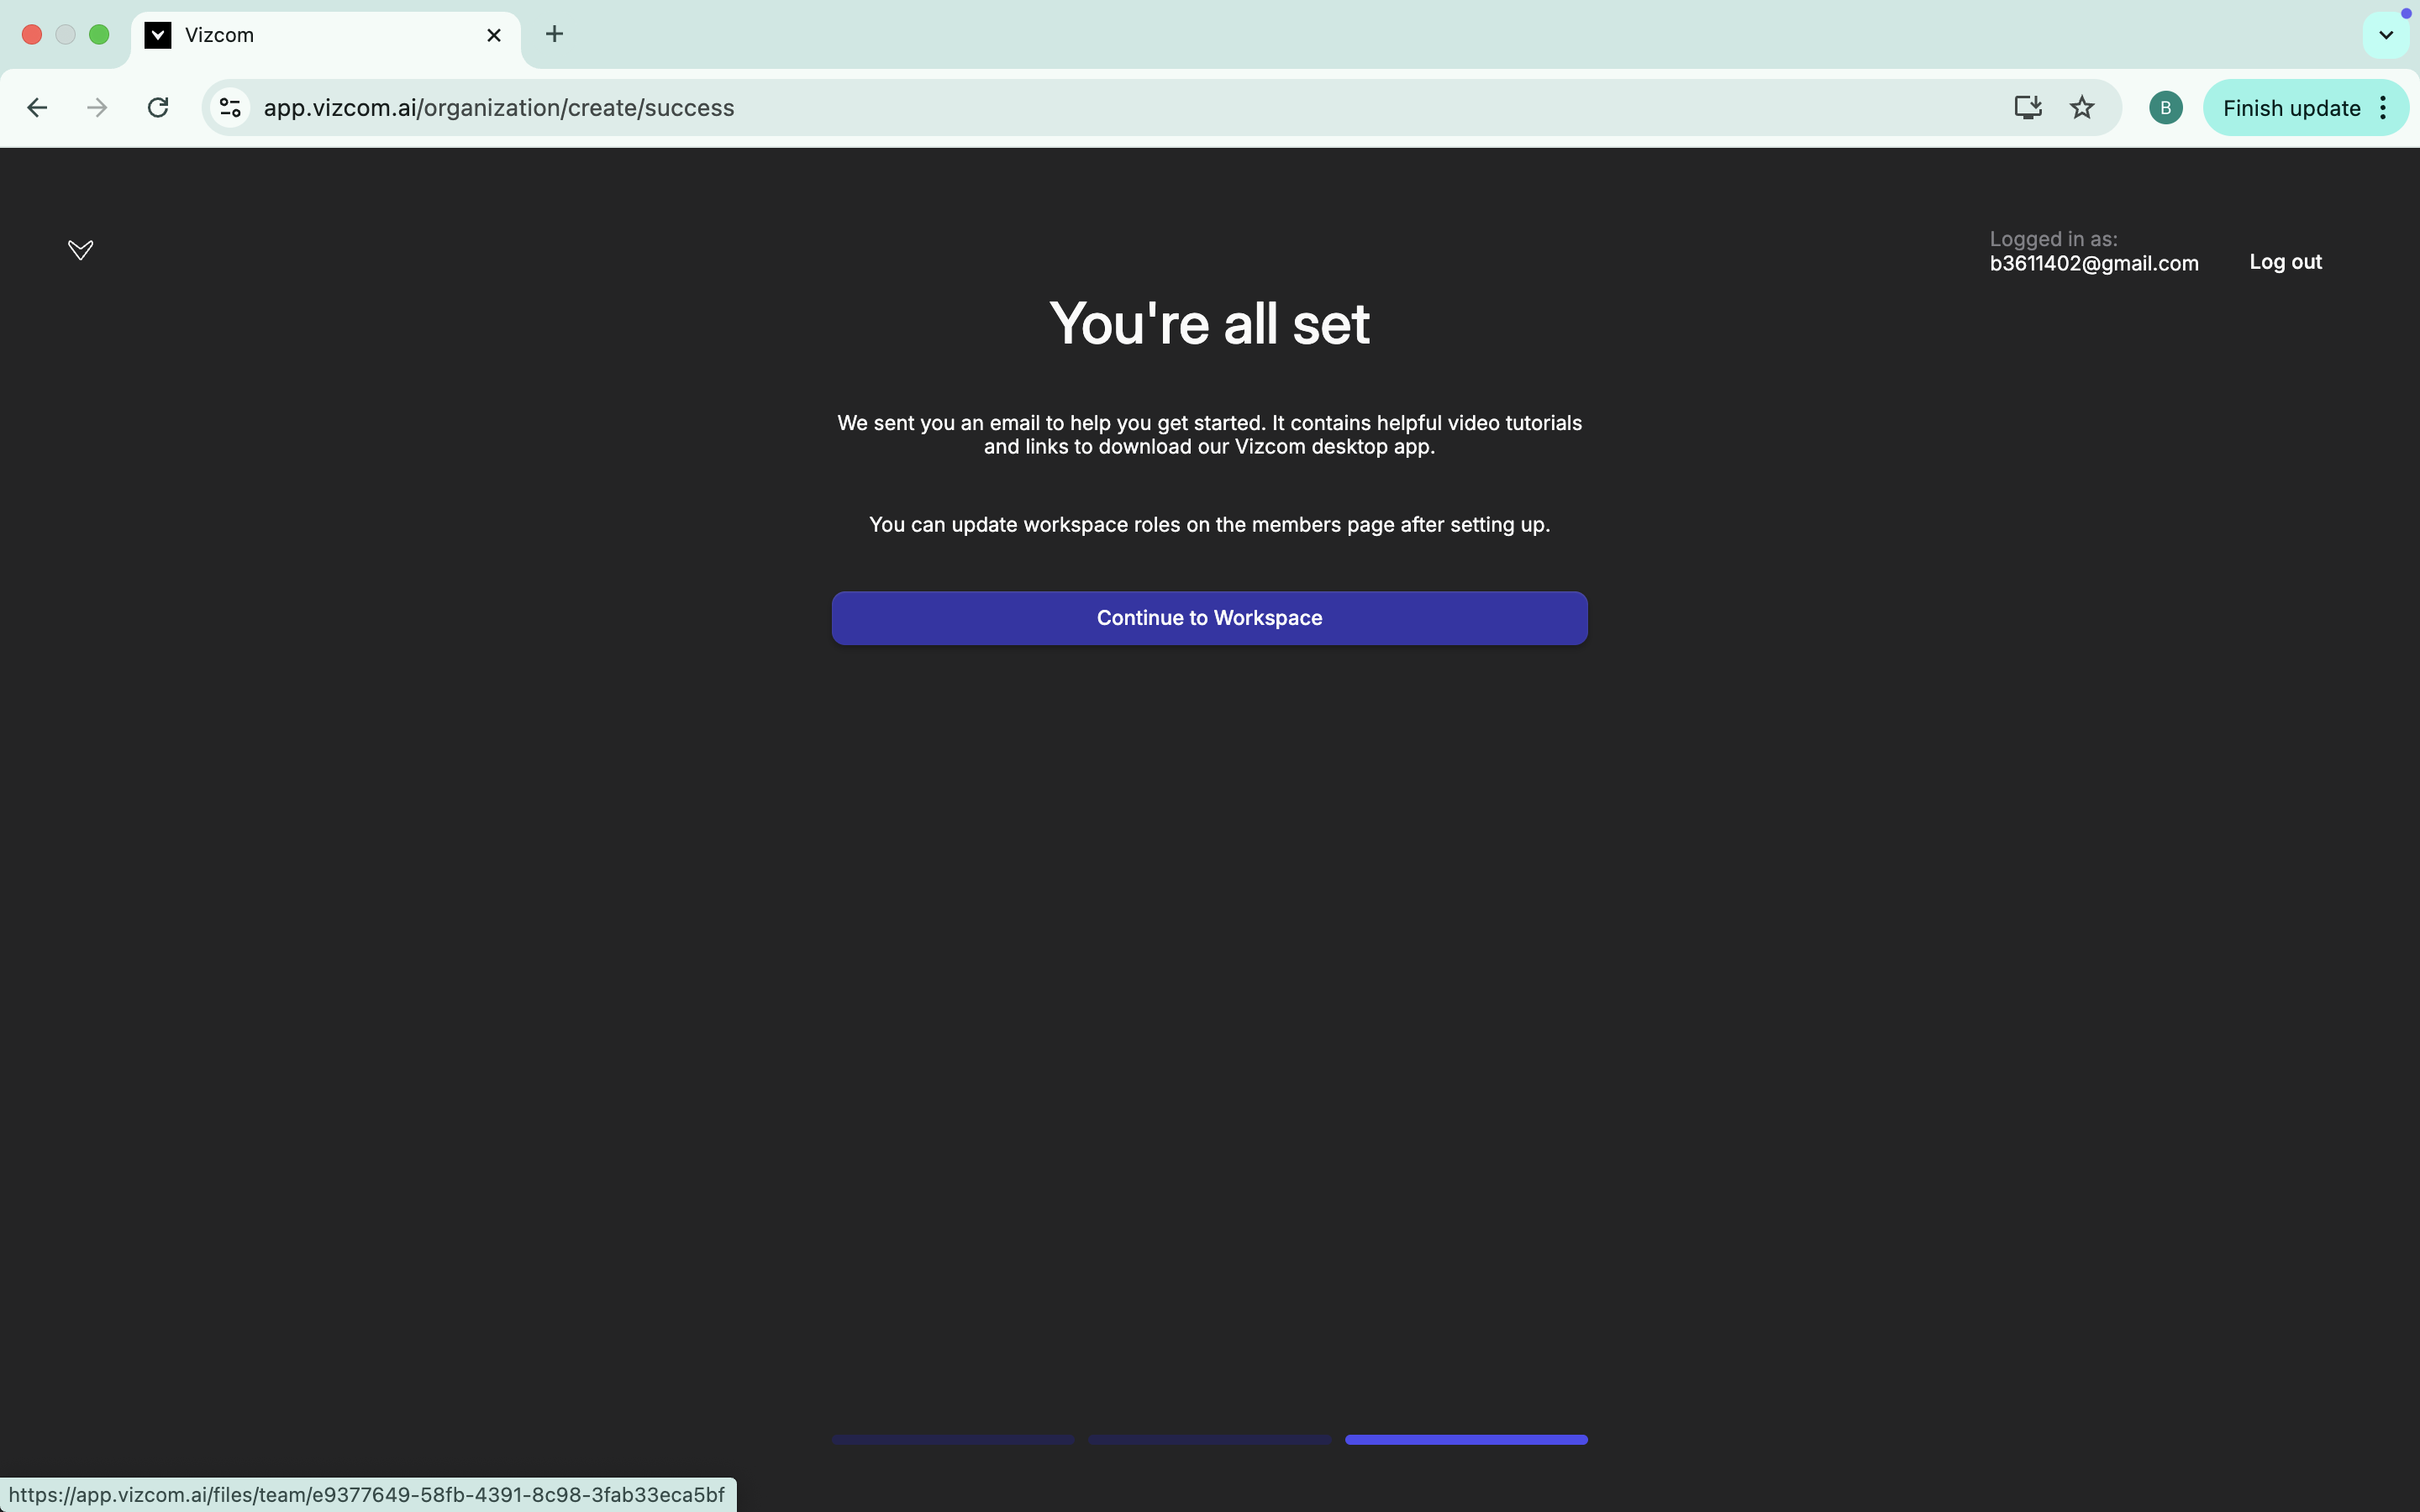 Vizcom
app.vizcom.ai/organization/create/success
B
Finish update
Logged in as:
b3611402@gmail.com
Log out
You're all set
We sent you an email to help you get started. It contains helpful video tutorials
and links to download our Vizcom desktop app.
You can update workspace roles on the members page after setting up.
Continue to Workspace
https://app.vizcom.ai/files/team/e9377649-58fb-4391-8c98-3fab33eca5bf